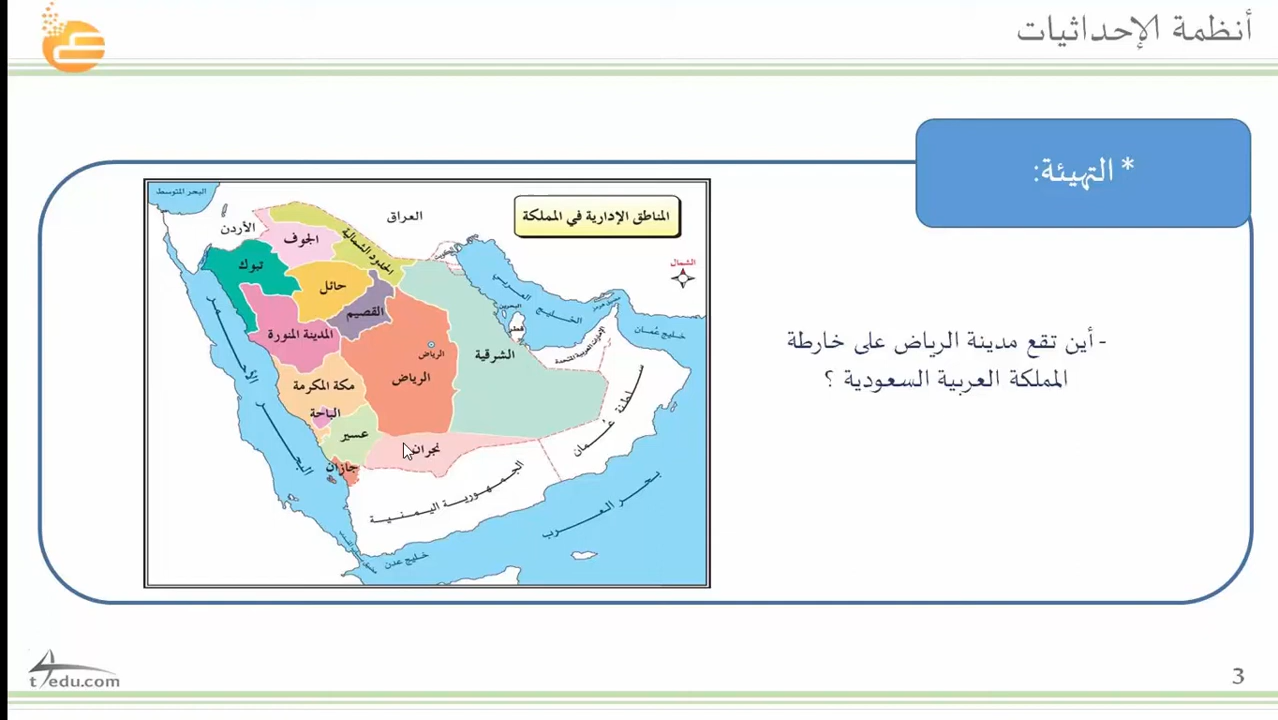 أنظمة الإحداثيات
* التهيئة:
- أين تقع مدينة الرياض على خارطة
المملكة العربية السعودية ؟
المناطق الإدارية في المملكة
البحر المتوسط
العراق
الأردن
الشمال
الجوف
الحدود الشمالية
تبوك
حائل
القصيم
المدينة المنورة
الكويت
الخليج العربي
البحرين
قطر
مضيق هرمز
خليج عُمان
الإمارات العربية المتحدة
الشرقية
الرياض
الرياض
مكة المكرمة
الباحة
عسير
نجران
جازان
البحر الأحمر
سلطنة عُمان
الجمهورية اليمنية
بحر العرب
خليج عدن
t4edu.com
3